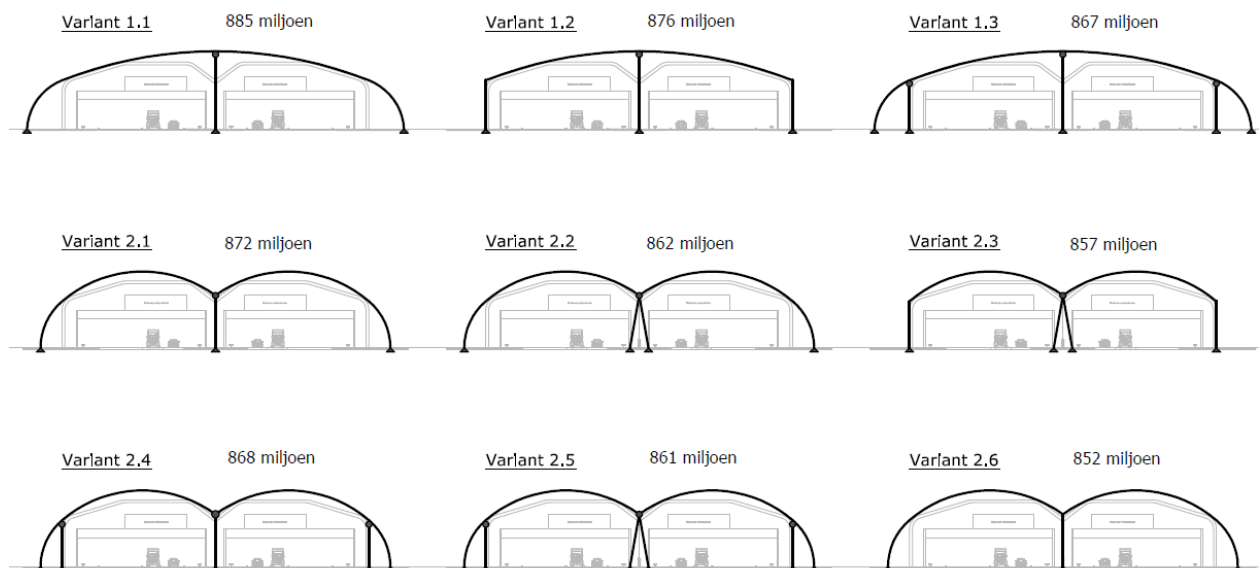 Variant 1.1 885 miljoen Variant 1.2 876 miljoen Variant 1.3 867 miljoen
Variant 2.1 872 miljoen Variant 2.2 862 miljoen Variant 2.3 857 miljoen
Variant 2.4 868 miljoen Variant 2.5 861 miljoen Variant 2.6 852 miljoen